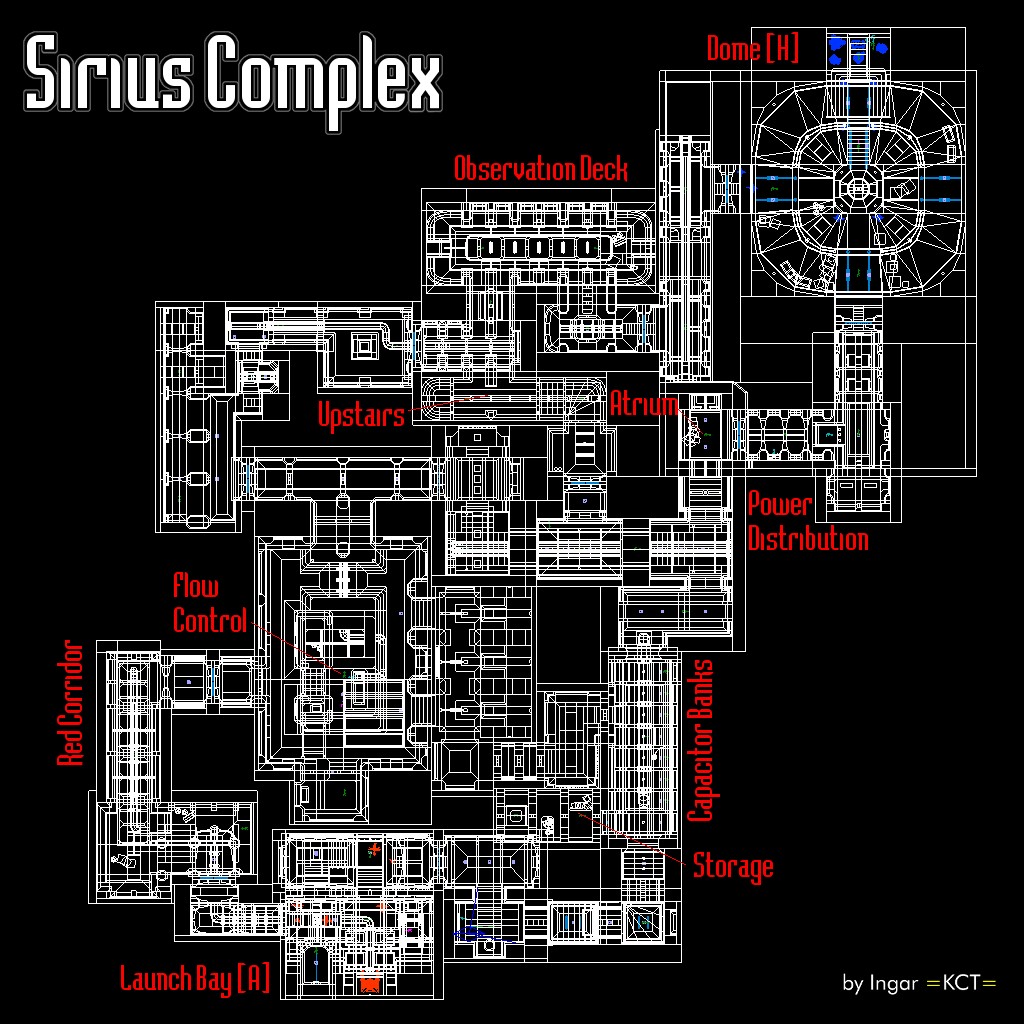 Sirius Complex
Dome [H]
Observation Deck
Upstairs
Atrium
Power
Distribution
Flow
Control
Red Corridor
Capacitor Banks
Storage
Launch Bay [A]
by Ingar =KCT=